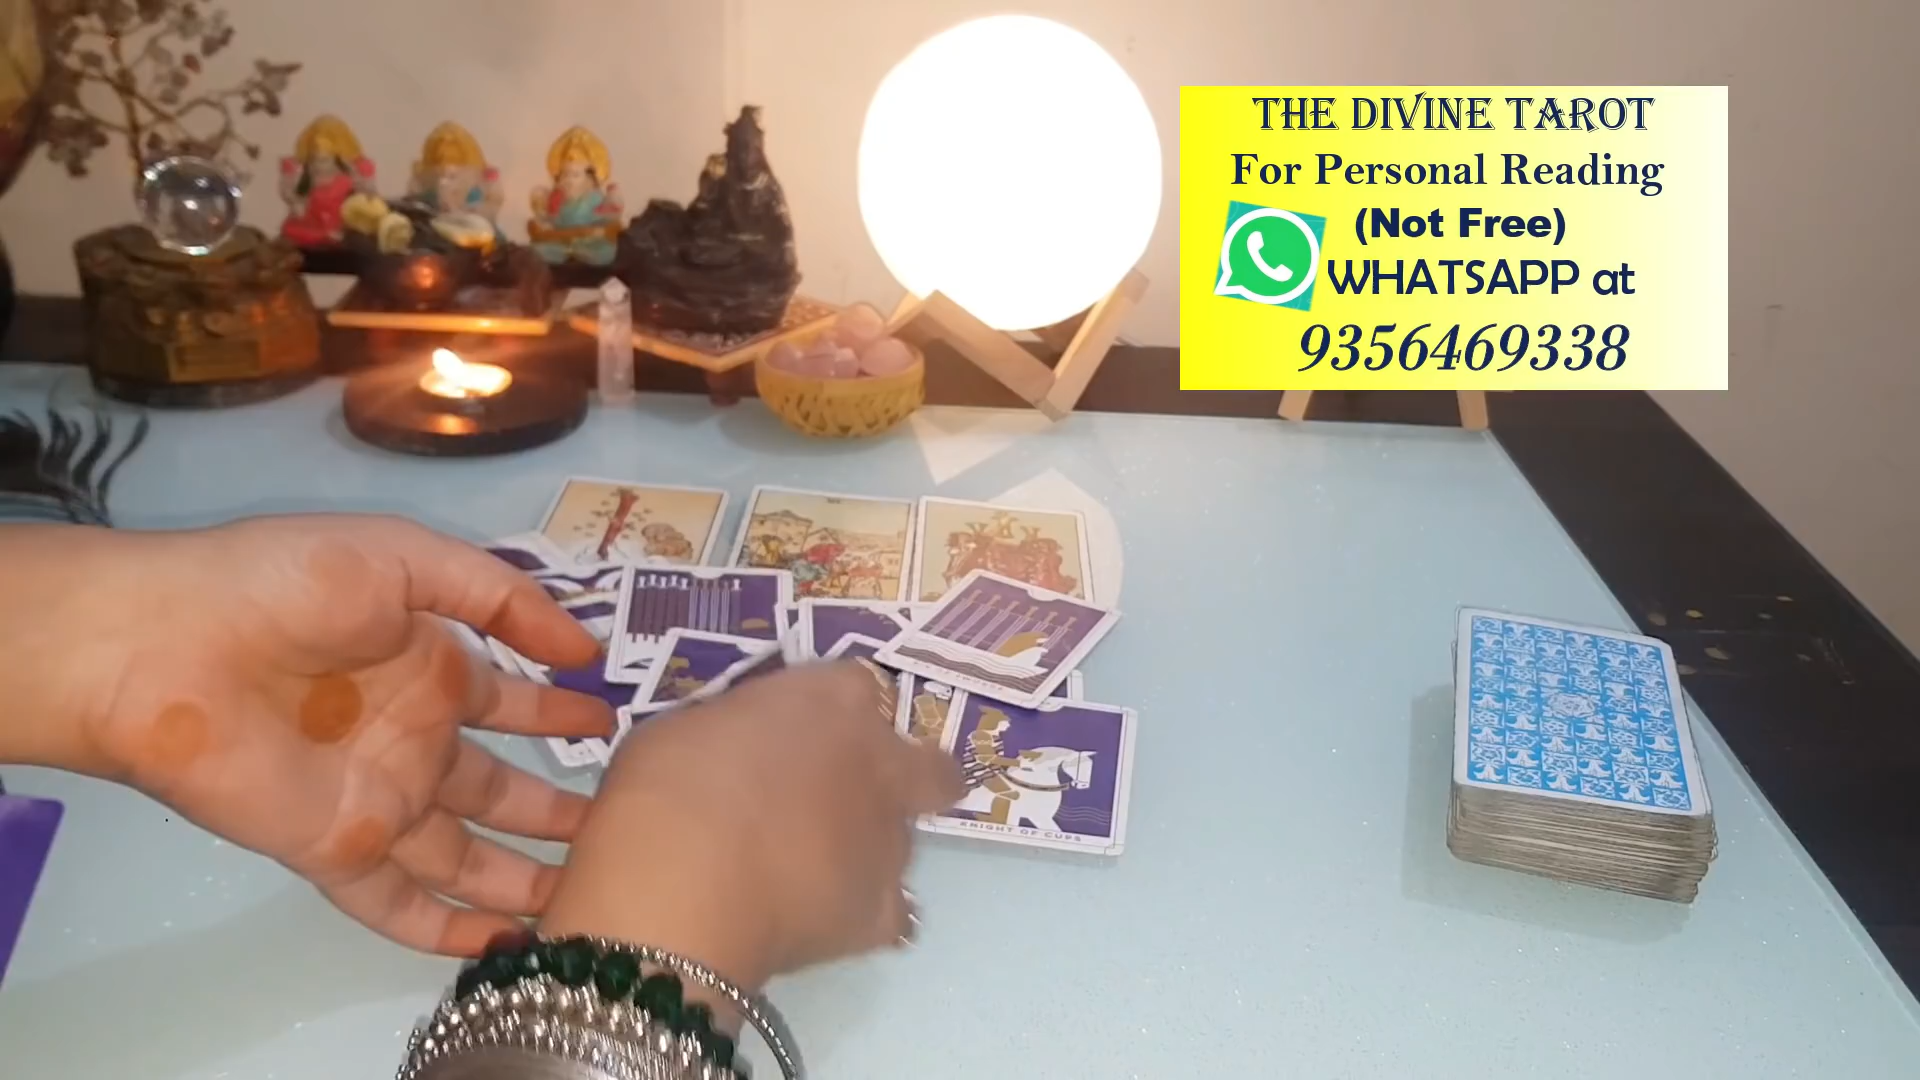 THE DIVINE TAROT
For Personal Reading
(Not Free)
WHATSAPP at
9356469338
KNIGHT OF CUPS